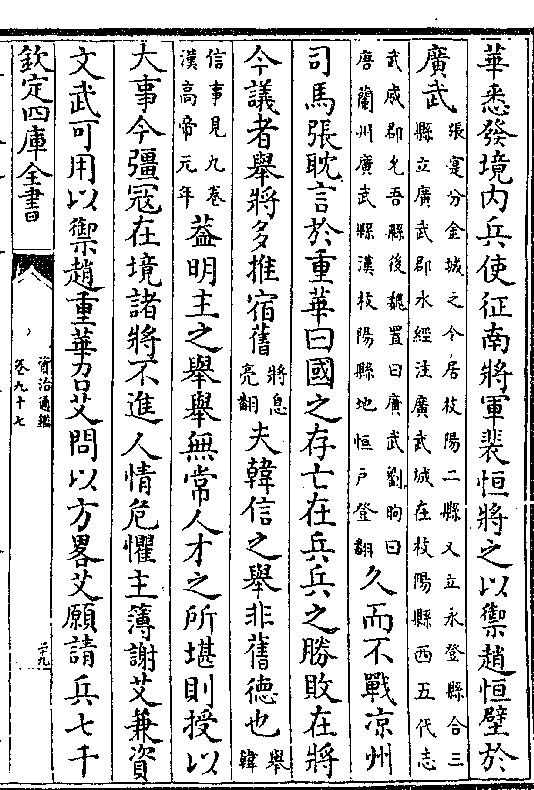 華悉發境内兵使征南將軍裴恒將之以禦趙恒壁於
廣武
張寔分金城之令居枝陽二縣又立永登縣合三
縣立廣武郡水經注廣武城在枝陽縣西五代志
武威郡允吾縣後魏置曰廣武劉昫曰
唐蘭州廣武縣漢枝陽縣地恒戶登翻
久而不戰凉州
司馬張耽言於重華曰國之存亡在兵兵之勝敗在將
今議者舉將多推宿舊
將息
亮翻
夫韓信之舉非舊德也
舉
韓
信事見九卷
漢高帝元年
葢明主之舉舉無常人才之所堪則授以
大事今彊冦在境諸將不進人情危懼主簿謝艾兼資
文武可用以禦趙重華召艾問以方畧艾願請兵七千
欽定四庫全書
資治通鑑
卷九十七
二十九